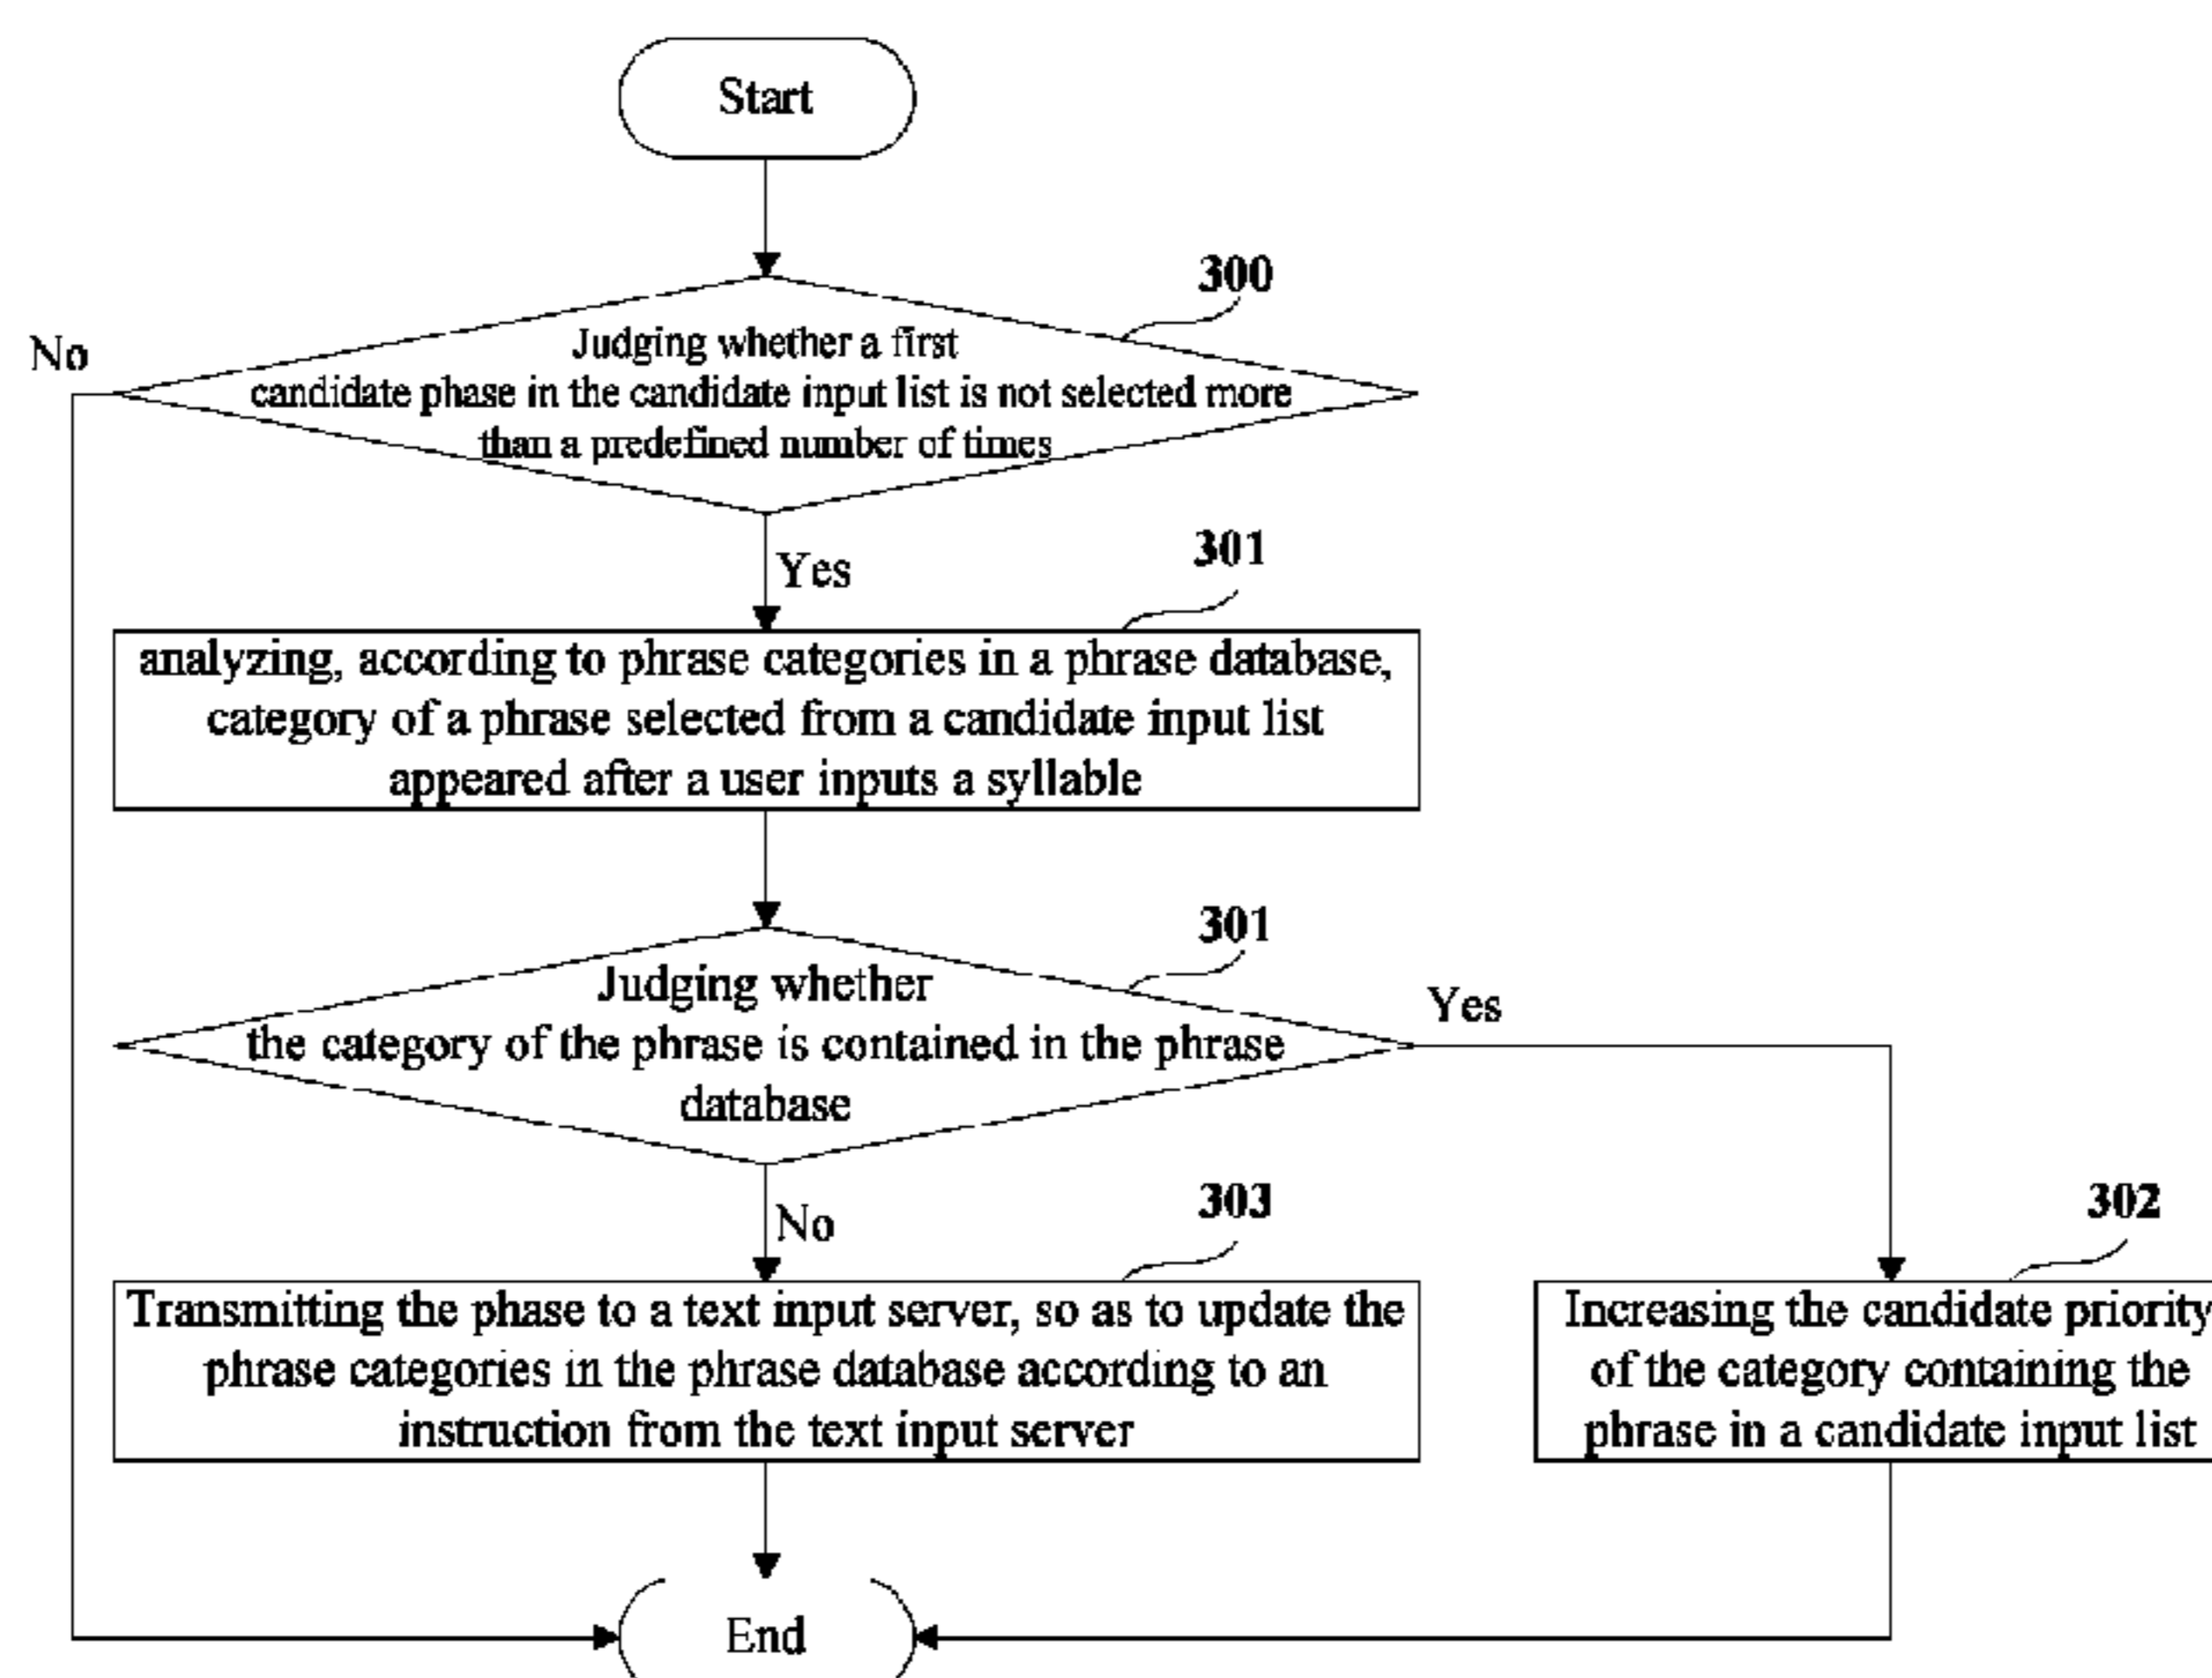 Start
300
No
Judging whether a first
candidate phase in the candidate input list is not selected more
than a predefined number of times
Yes
301
analyzing, according to phrase categories in a phrase database,
category of a phrase selected from a candidate input list
appeared after a user inputs a syllable
301
Judging whether
the category of the phrase is contained in the phrase
database
Yes
No
303
302
Transmitting the phase to a text input server, so as to update the
phrase categories in the phrase database according to an
instruction from the text input server
Increasing the candidate priority
of the category containing the
phrase in a candidate input list
End